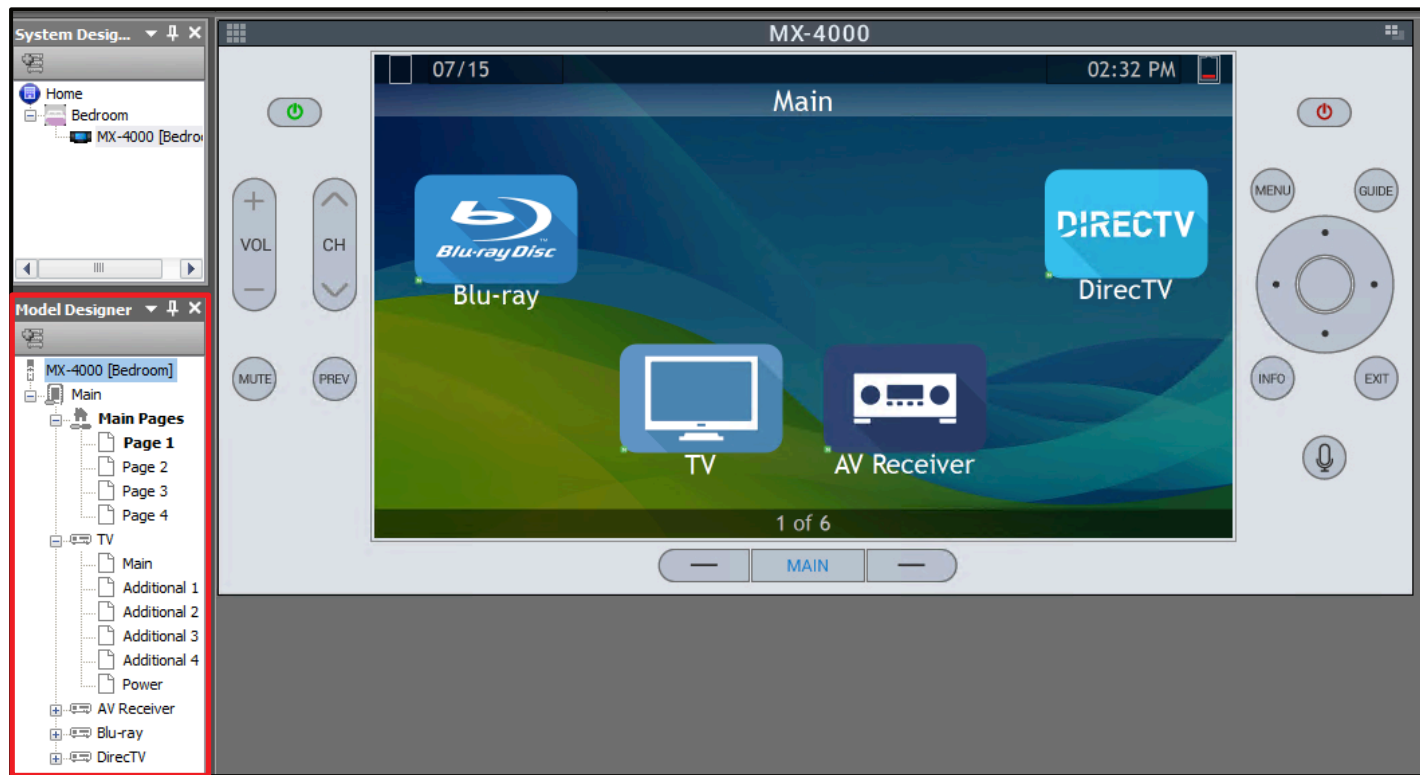 System Desig...
Home
Bedroom
MX-4000 [Bedro
Model Designer
MX-4000 [Bedroom]
Main
Main Pages
Page 1
Page 2
Page 3
Page 4
TV
Main
Additional 1
Additional 2
Additional 3
Additional 4
Power
AV Receiver
Blu-ray
DirecTV
MX-4000
07/15
02:32 PM
Main
VOL
CH
MUTE
PREV
Blu-ray Disc
Blu-ray
DIRECTV
DirecTV
TV
AV Receiver
1 of 6
MAIN
MENU
GUIDE
INFO
EXIT